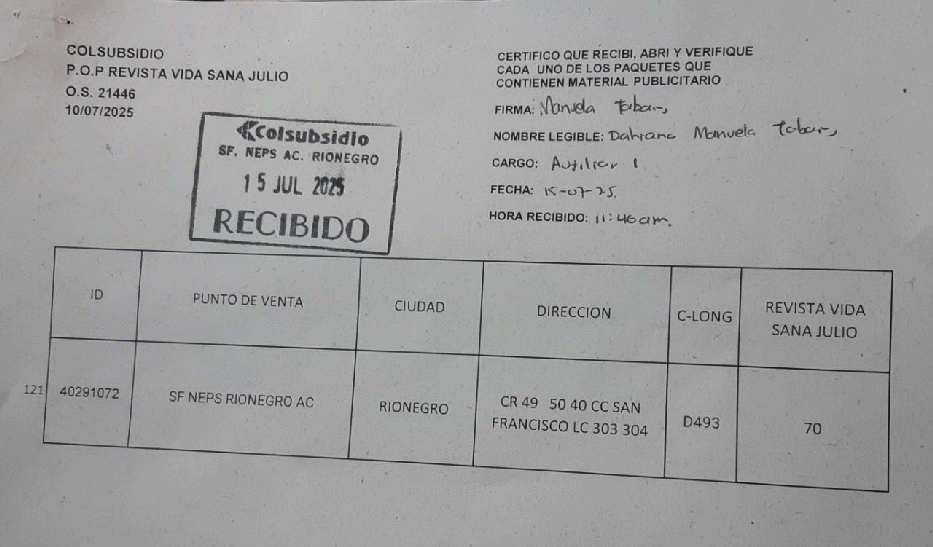 COLSUBSIDIO
P.O.P REVISTA VIDA SANA JULIO
O.S. 21446
10/07/2025
Colsubsidio
SF. NEPS AC. RIONEGRO
15 JUL 2025
RECIBIDO
CERTIFICO QUE RECIBI, ABRI Y VERIFIQUE
CADA UNO DE LOS PAQUETES QUE
CONTIENEN MATERIAL PUBLICITARIO
FIRMA: Manuela Tobar
NOMBRE LEGIBLE: Manuela Tobar
CARGO: Auxiliar 1
FECHA: 15-07-25.
HORA RECIBIDO: 11:46am.
ID PUNTO DE VENTA CIUDAD DIRECCION C-LONG REVISTA VIDA
SANA JULIO
121 40291072 SF NEPS RIONEGRO AC RIONEGRO CR 49 50 40 CC SAN
FRANCISCO LC 303 304 D493 70